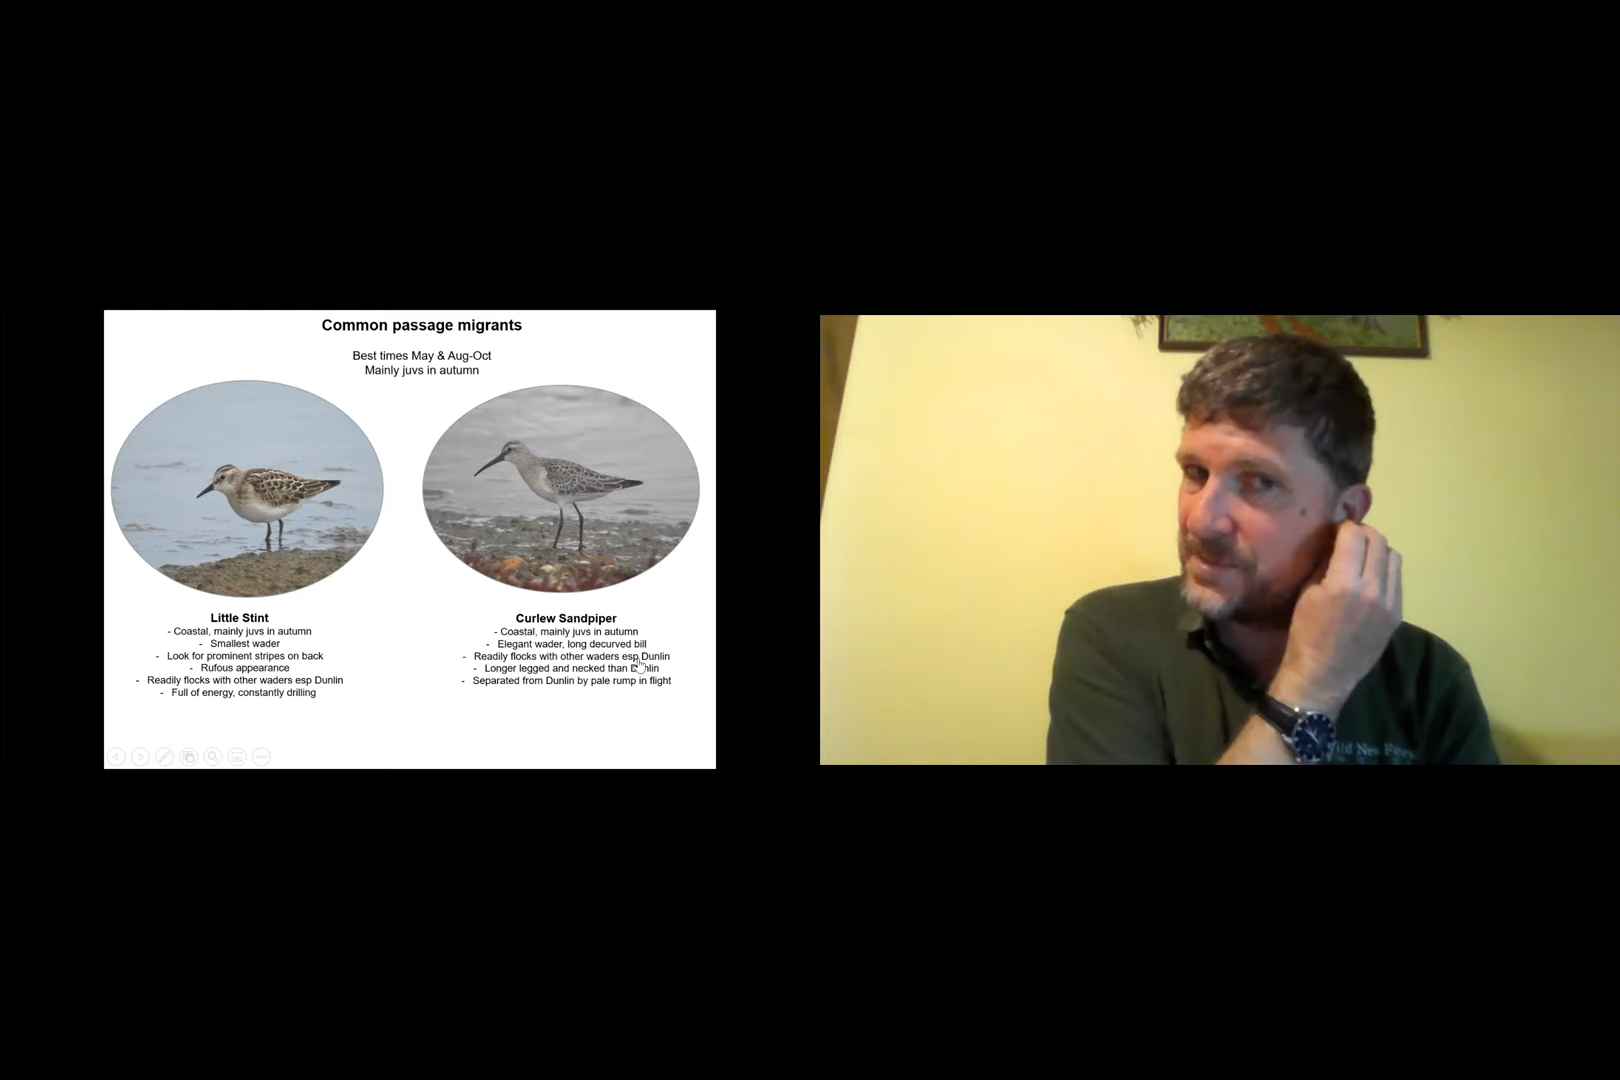 Common passage migrants
Best times May & Aug-Oct
Mainly juvs in autumn
Little Stint
- Coastal, mainly juvs in autumn
- Smallest wader
- Look for prominent stripes on back
- Rufous appearance
- Readily flocks with other waders esp Dunlin
- Full of energy, constantly drilling
Curlew Sandpiper
- Coastal, mainly juvs in autumn
- Elegant wader, long decurved bill
- Readily flocks with other waders esp Dunlin
- Longer legged and necked than Dunlin
- Separated from Dunlin by pale rump in flight